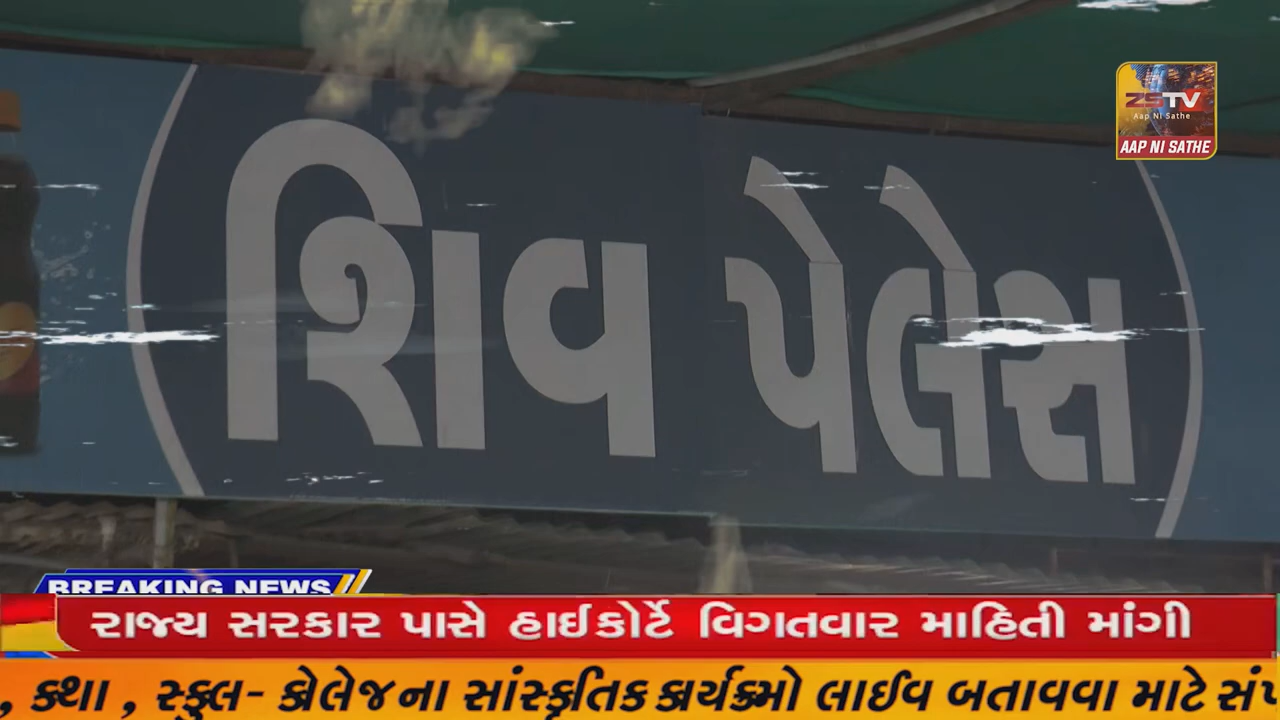 ZSTV
Aap Ni Sathe
AAP NI SATHE
શિવ પેલેસ
BREAKING NEWS
રાજ્ય સરકાર પાસે હાઈકોર્ટે વિગતવાર માહિતી માંગી
, કથા , સ્કુલ- કોલેજના સાંસ્કૃતિક કાર્યક્રમો લાઈવ બતાવવા માટે